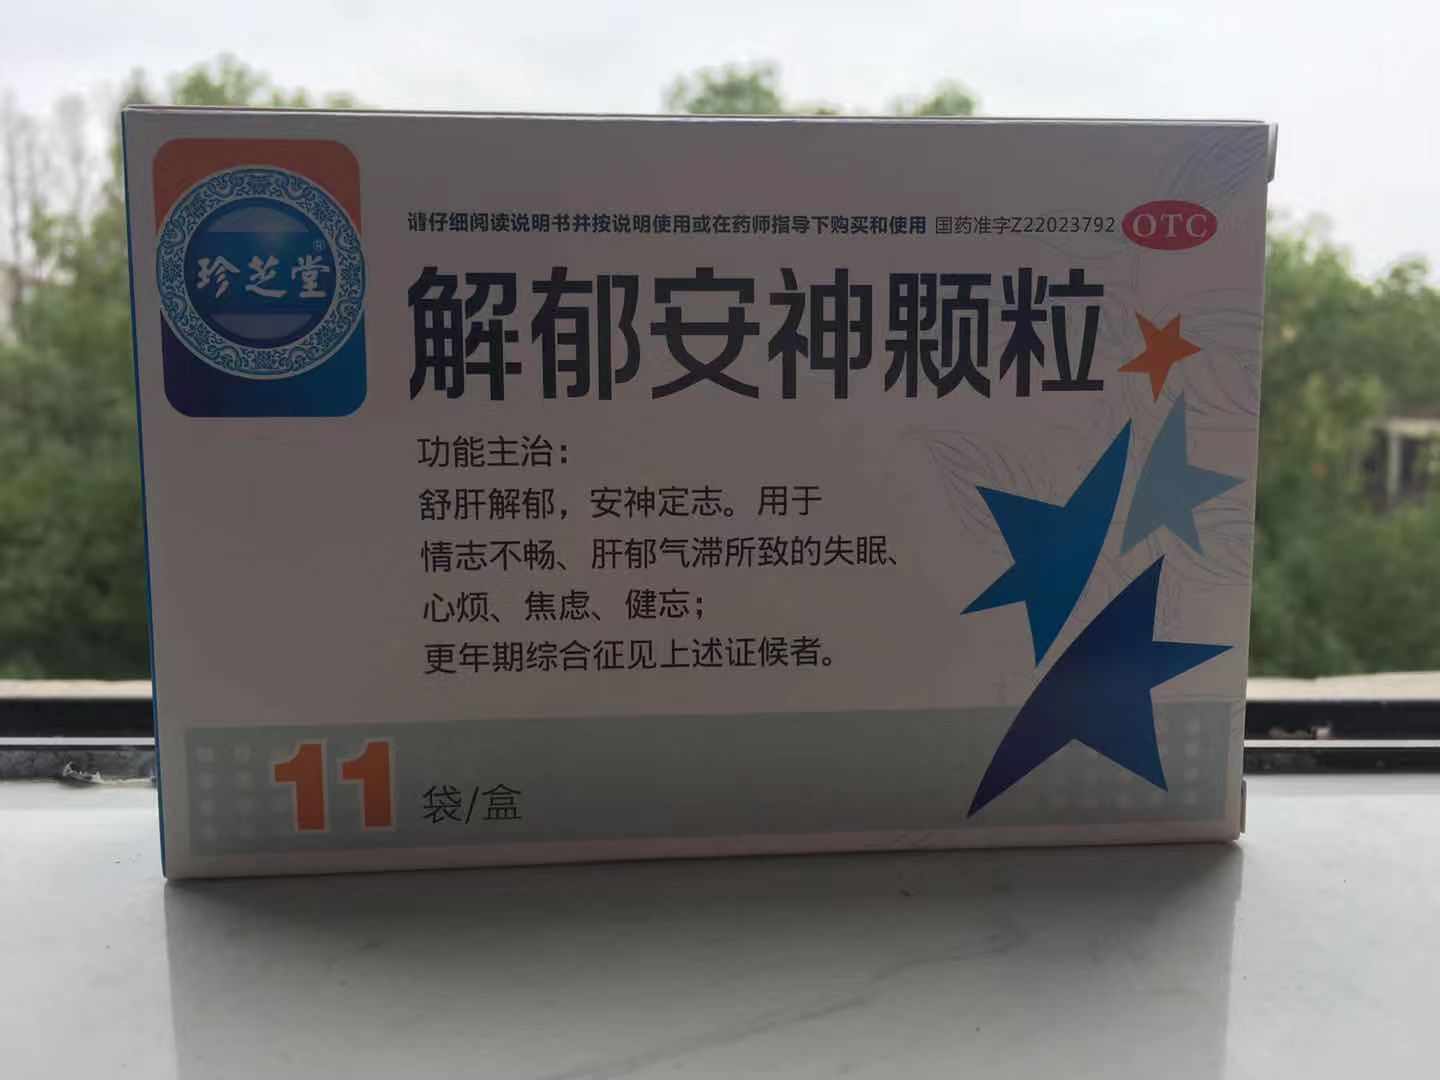 珍芝堂®
请仔细阅读说明书并按说明使用或在药师指导下购买和使用 国药准字Z22023792 OTC
解郁安神颗粒
功能主治：
舒肝解郁，安神定志。用于
情志不畅、肝郁气滞所致的失眠、
心烦、焦虑、健忘；
更年期综合征见上述证候者。
11袋/盒